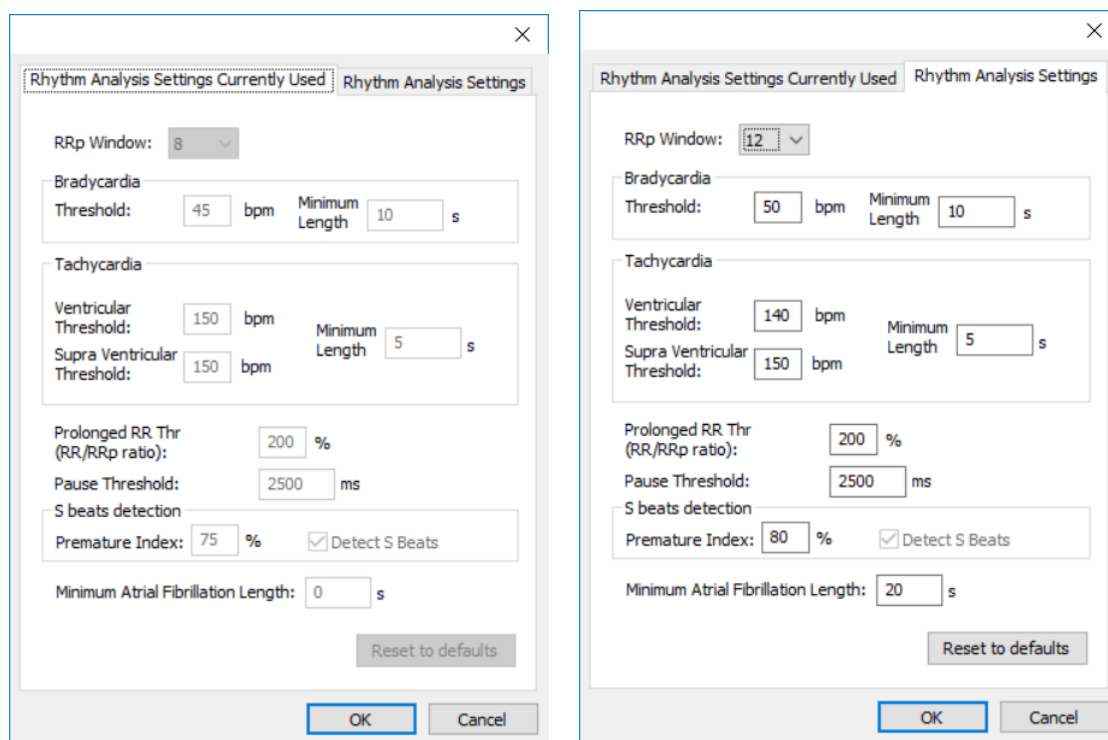 Rhythm Analysis Settings Currently Used Rhythm Analysis Settings
RRp Window: 8
Bradycardia
Threshold: 45 bpm Minimum Length 10 s
Tachycardia
Ventricular Threshold: 150 bpm
Supra Ventricular Threshold: 150 bpm
Minimum Length 5 s
Prolonged RR Thr
(RR/RRp ratio): 200 %
Pause Threshold: 2500 ms
S beats detection
Premature Index: 75 % Detect S Beats
Minimum Atrial Fibrillation Length: 0 s
Reset to defaults
OK Cancel
Rhythm Analysis Settings Currently Used Rhythm Analysis Settings
RRp Window: 12
Bradycardia
Threshold: 50 bpm Minimum Length 10 s
Tachycardia
Ventricular Threshold: 140 bpm
Supra Ventricular Threshold: 150 bpm
Minimum Length 5 s
Prolonged RR Thr
(RR/RRp ratio): 200 %
Pause Threshold: 2500 ms
S beats detection
Premature Index: 80 % Detect S Beats
Minimum Atrial Fibrillation Length: 20 s
Reset to defaults
OK Cancel